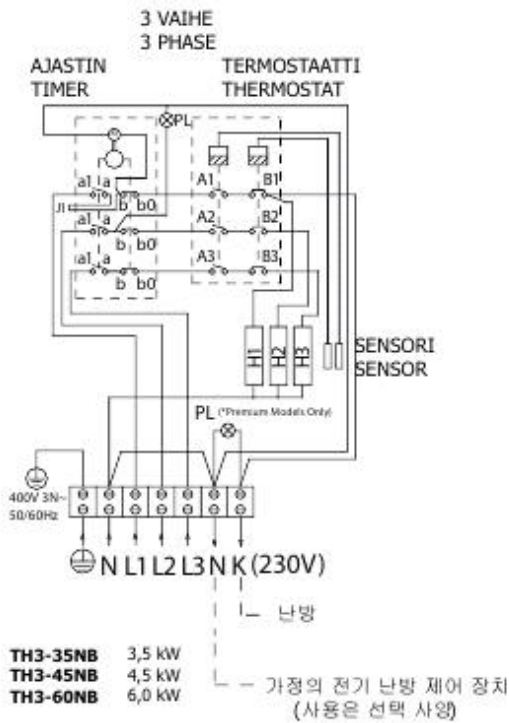 3 VAIHE
3 PHASE
AJASTIN
TIMER
TERMOSTAATTI
THERMOSTAT
PL
a1 a
b b0
J1
a1 a
b b0
a1 a
b b0
A1 B1
A2 B2
A3 B3
H1 H2 H3
SENSORI
SENSOR
PL (*Premium Models Only)
400V 3N~
50/60Hz
N L1 L2 L3 N K (230V)
난방
가정의 전기 난방 제어 장치
(사용은 선택 사양)
TH3-35NB 3,5 kW
TH3-45NB 4,5 kW
TH3-60NB 6,0 kW